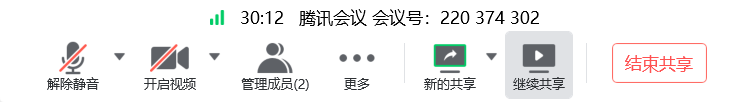 30:12 腾讯会议 会议号：220 374 302
解除静音 开启视频 管理成员(2) 更多 新的共享 继续共享 结束共享